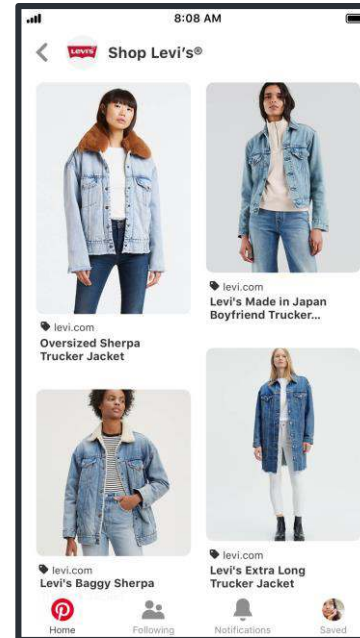 8:08 AM
LEVI'S
Shop Levi's®
levi.com
Oversized Sherpa
Trucker Jacket
levi.com
Levi's Made in Japan
Boyfriend Trucker...
levi.com
Levi's Baggy Sherpa
levi.com
Levi's Extra Long
Trucker Jacket
Home
Following
Notifications
Saved